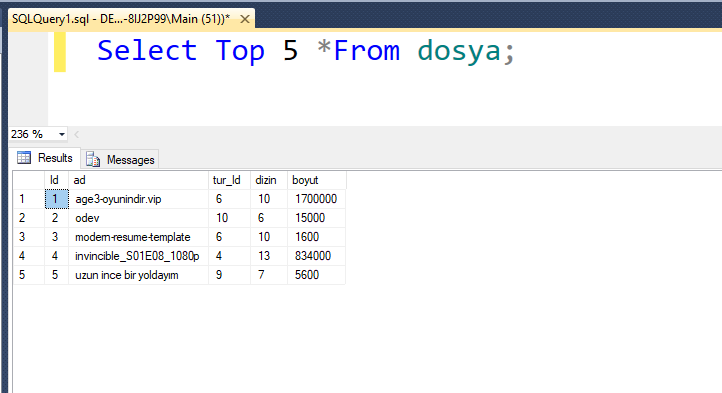 SQLQuery1.sql - DE...-8IJ2P99\Main (51))*
Select Top 5 *From dosya;
236 %
Results Messages
Id ad tur_Id dizin boyut
1 1 age3-oyunindir.vip 6 10 1700000
2 2 odev 10 6 15000
3 3 modern-resume-template 6 10 1600
4 4 invincible_S01E08_1080p 4 13 834000
5 5 uzun ince bir yoldayım 9 7 5600